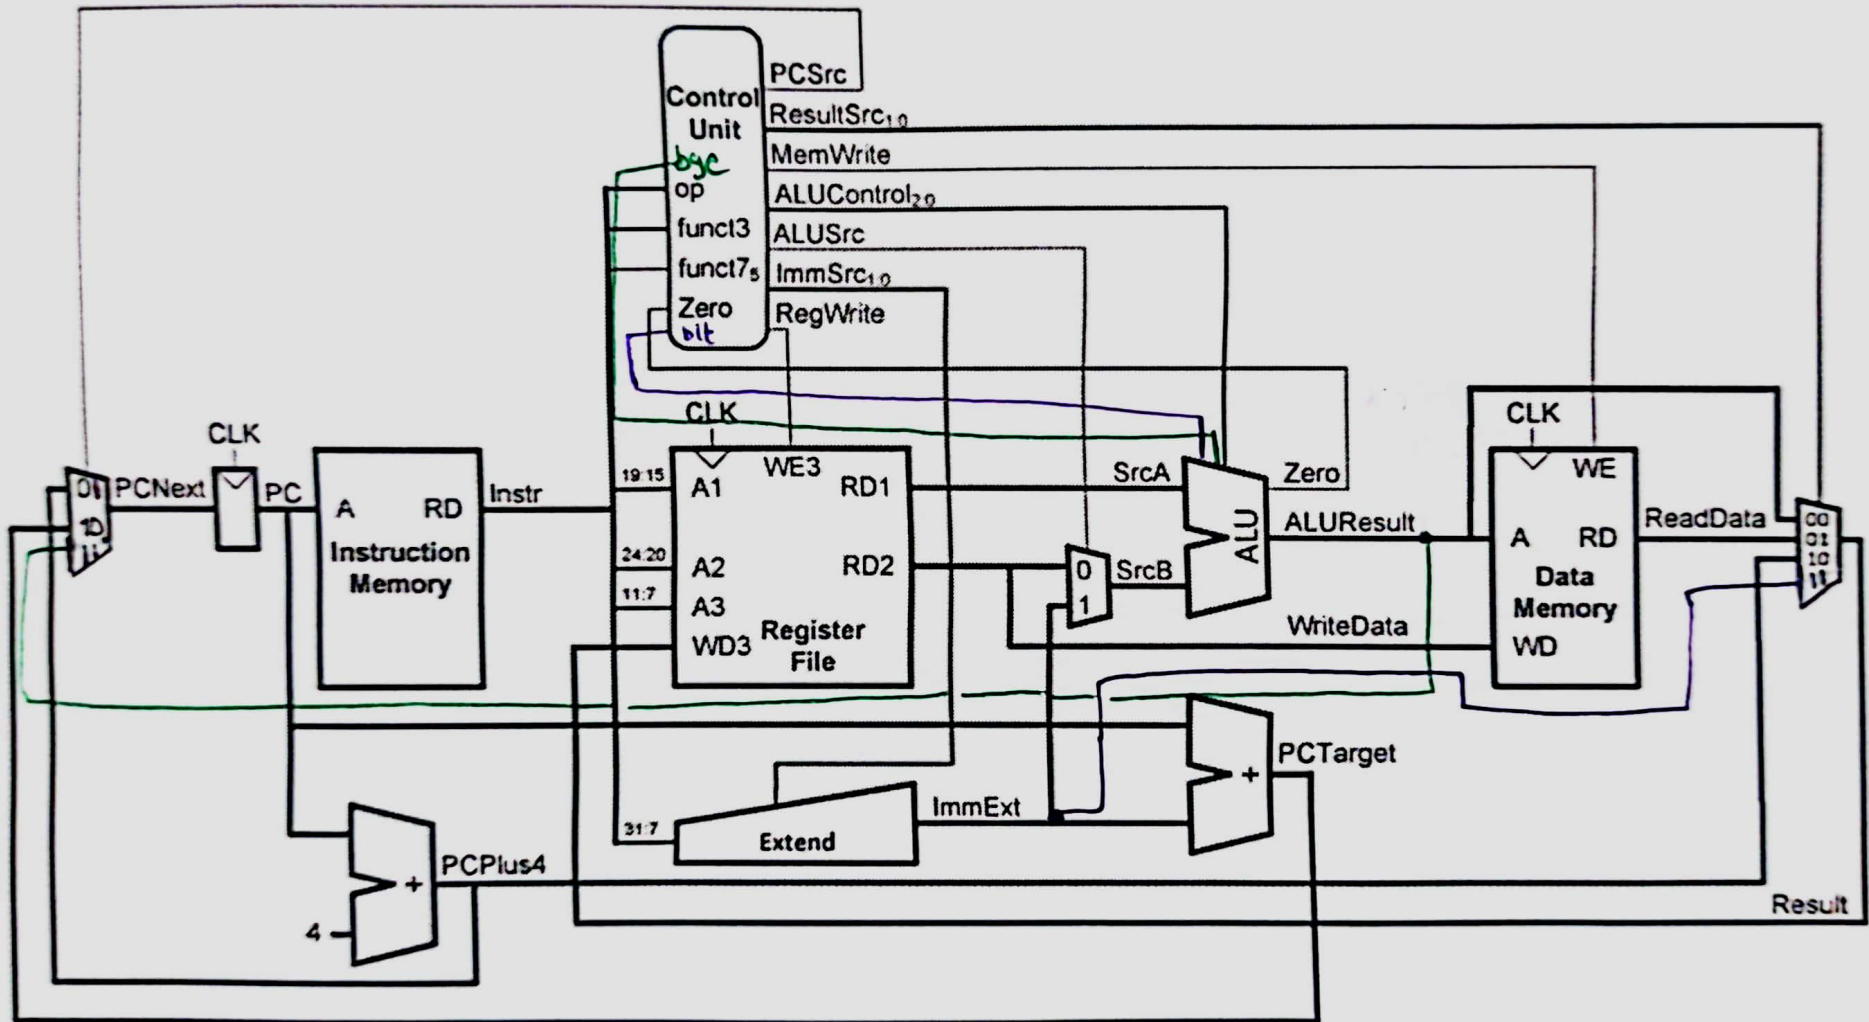 PCSrc
Control
Unit
ResultSrc1:0
bge
MemWrite
op
ALUControl2:0
funct3
ALUSrc
funct75
ImmSrc1:0
Zero
RegWrite
blt
CLK
CLK
CLK
PCNext
PC
A
RD
Instr
Instruction
Memory
19:15
A1
WE3
RD1
SrcA
Zero
WE
24:20
A2
RD2
0
1
SrcB
ALU
ALUResult
A
RD
ReadData
00
01
10
11
11:7
A3
Data
Memory
WD3
Register
File
WriteData
WD
11
PCTarget
+
ImmExt
31:7
Extend
PCPlus4
+
4
Result